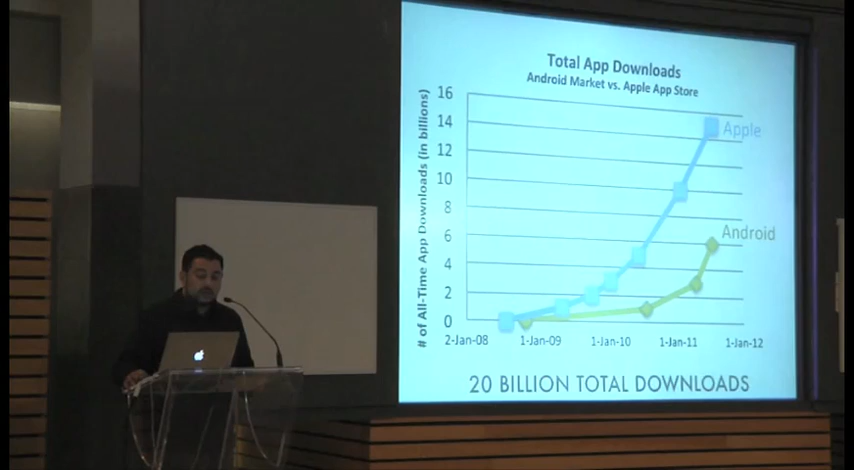 Total App Downloads
Android Market vs. Apple App Store
# of All-Time App Downloads (in billions)
16
14
12
10
8
6
4
2
0
Apple
Android
2-Jan-08 1-Jan-09 1-Jan-10 1-Jan-11 1-Jan-12
20 BILLION TOTAL DOWNLOADS